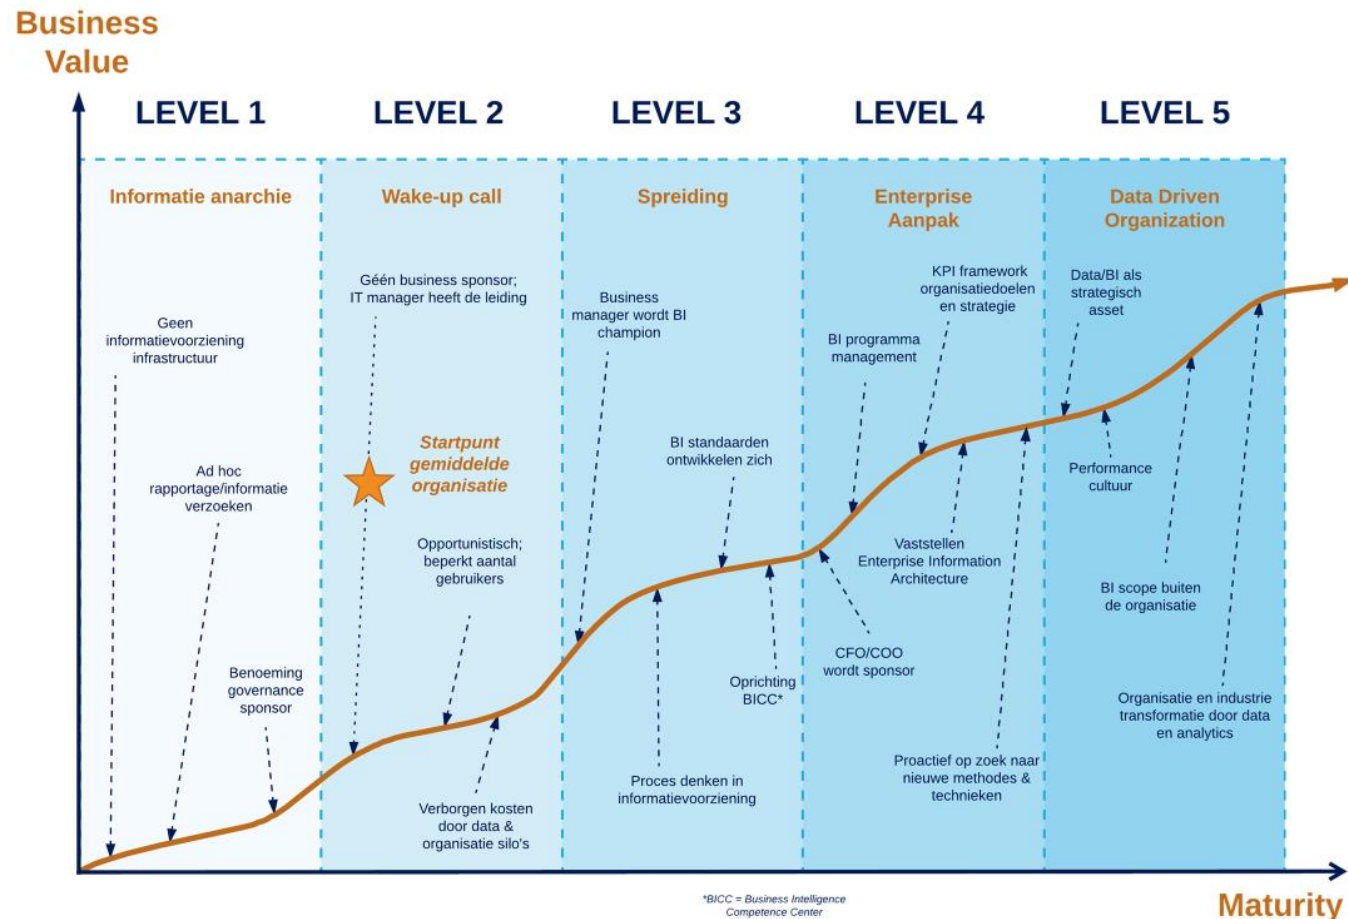 Business
Value
LEVEL 1
LEVEL 2
LEVEL 3
LEVEL 4
LEVEL 5
Informatie anarchie
Wake-up call
Spreiding
Enterprise
Aanpak
Data Driven
Organization
Geen
informatievoorziening
infrastructuur
Ad hoc
rapportage/informatie
verzoeken
Benoeming
governance
sponsor
Géén business sponsor;
IT manager heeft de leiding
Startpunt
gemiddelde
organisatie
Opportunistisch;
beperkt aantal
gebruikers
Verborgen kosten
door data &
organisatie silo's
Business
manager wordt BI
champion
BI standaarden
ontwikkelen zich
Oprichting
BICC*
Proces denken in
informatievoorziening
KPI framework
organisatiedoelen
en strategie
BI programma
management
Vaststellen
Enterprise Information
Architecture
CFO/COO
wordt sponsor
Proactief op zoek naar
nieuwe methodes &
technieken
Data/BI als
strategisch
asset
Performance
cultuur
BI scope buiten
de organisatie
Organisatie en industrie
transformatie door data
en analytics
*BICC = Business Intelligence
Competence Center
Maturity